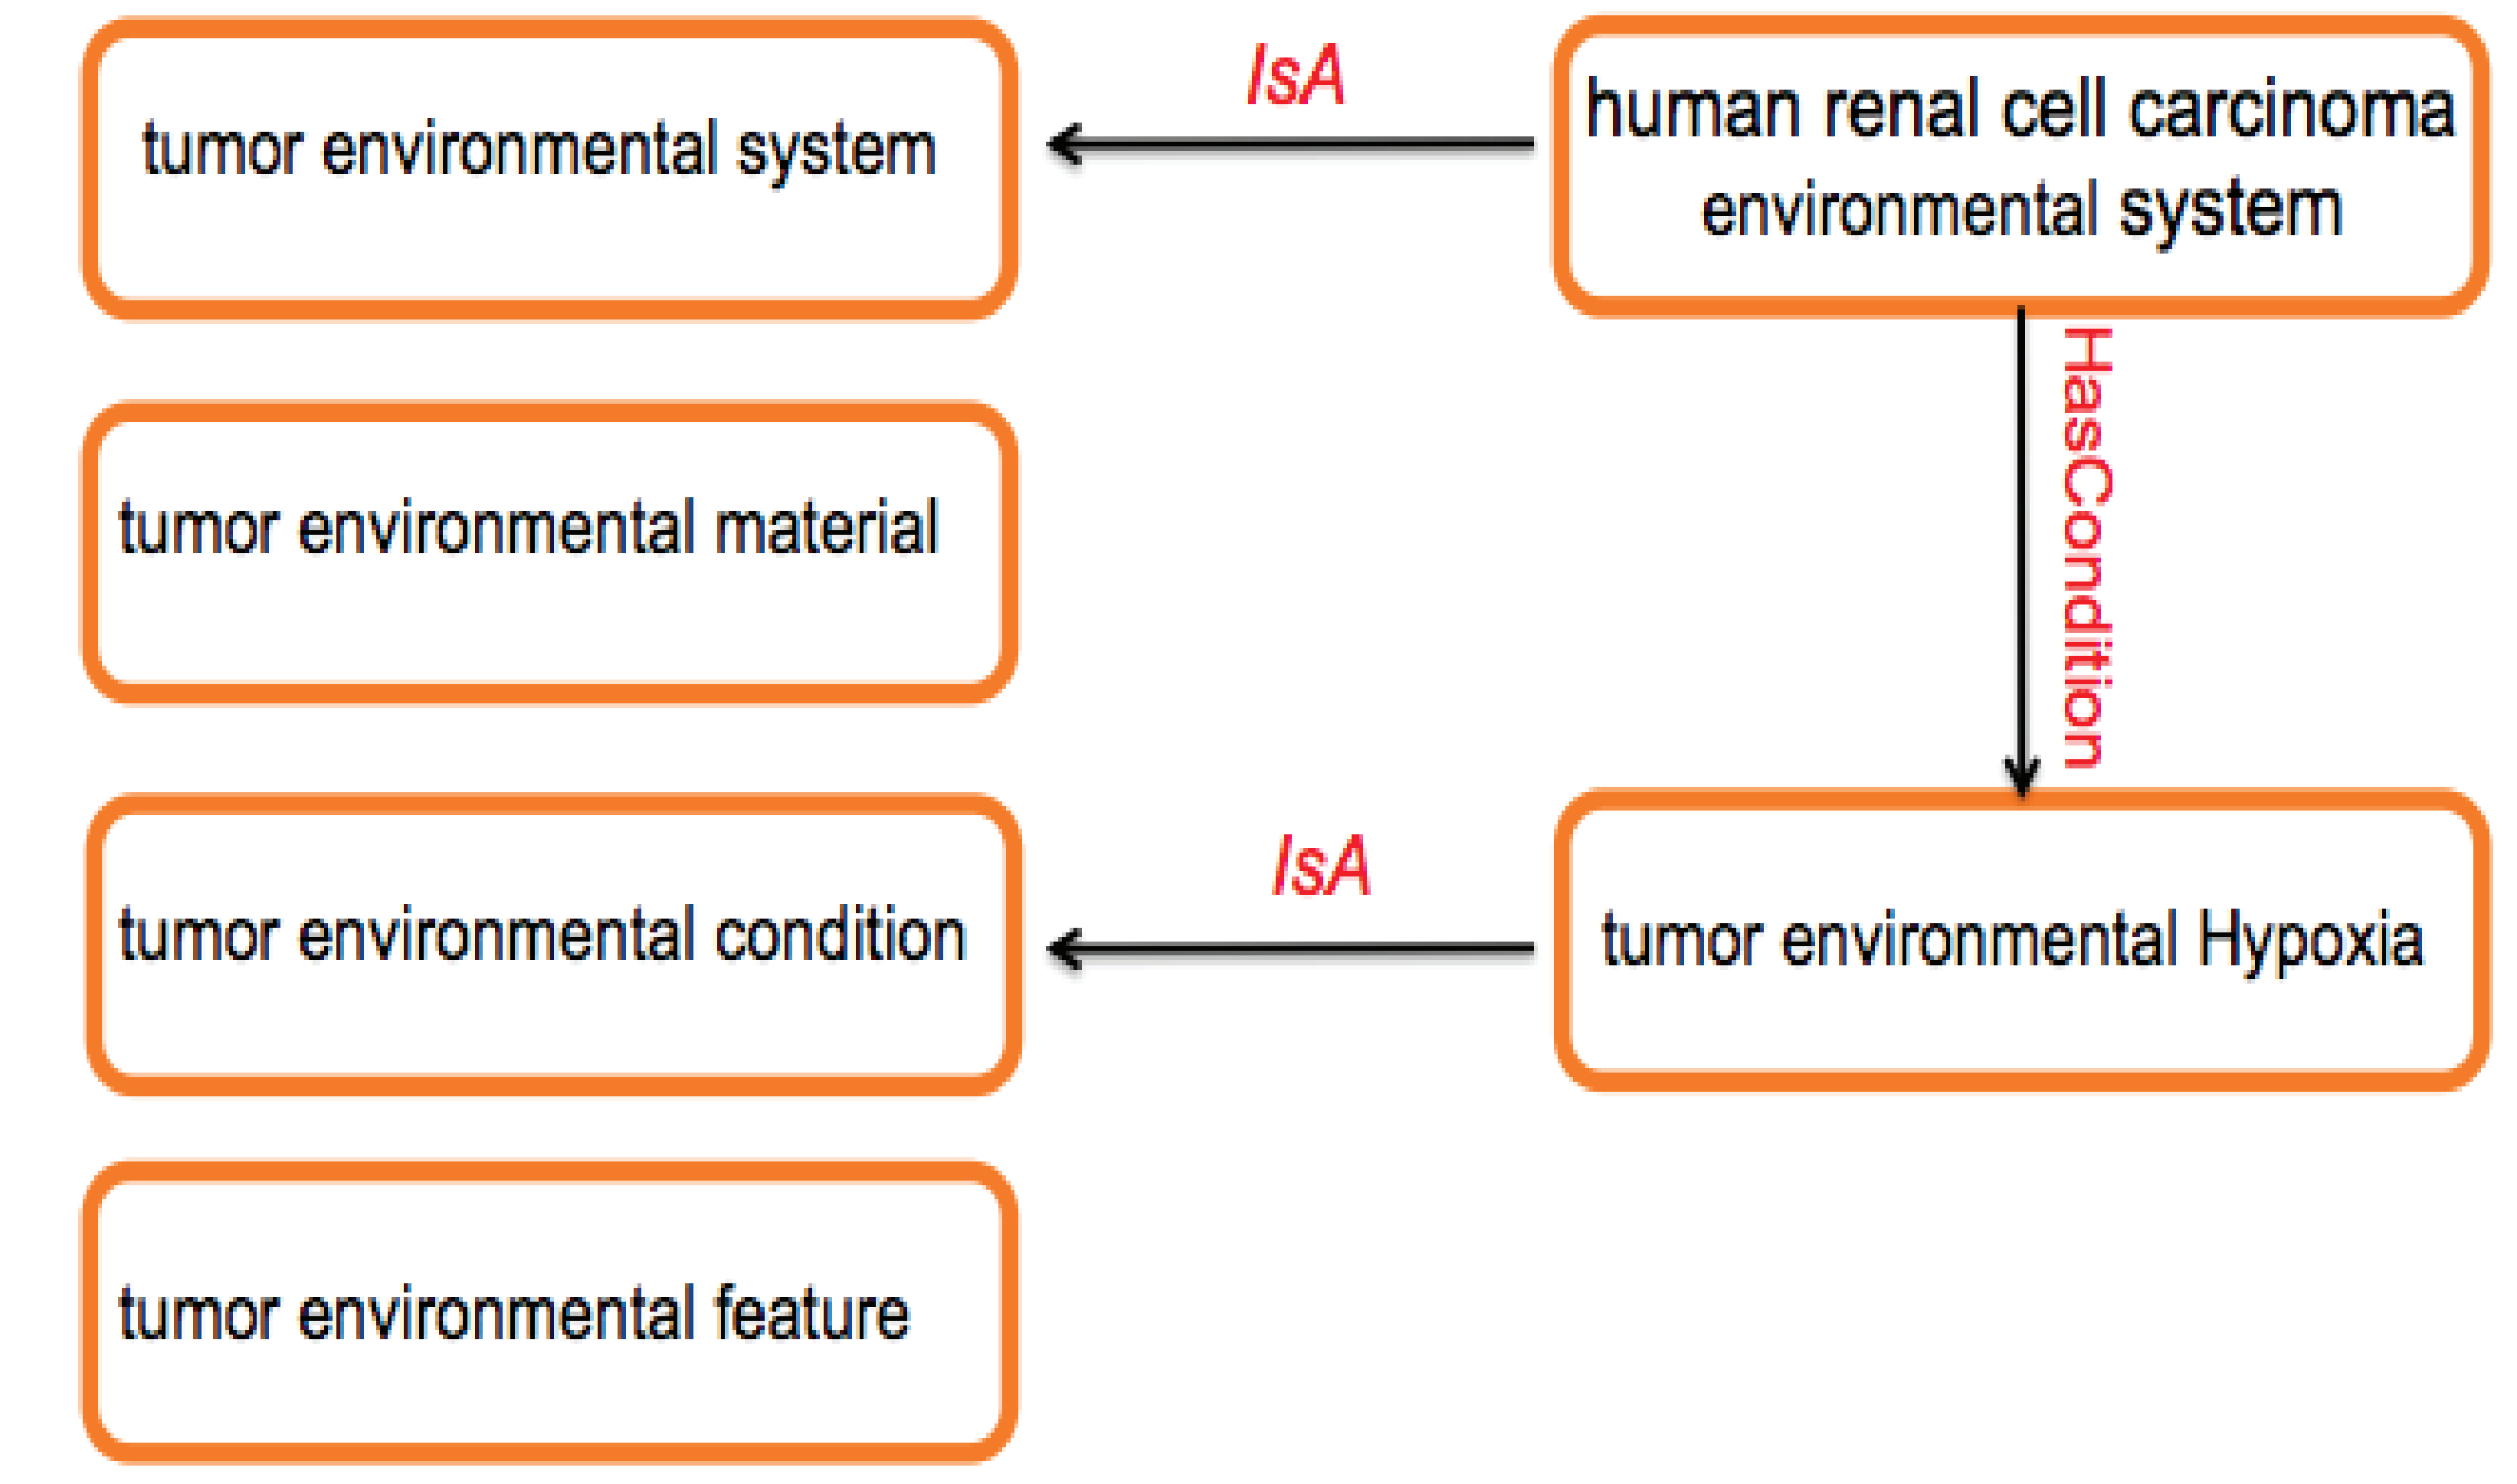 tumor environmental system
IsA
human renal cell carcinoma
environmental system
HasCondition
tumor environmental material
tumor environmental condition
IsA
tumor environmental Hypoxia
tumor environmental feature